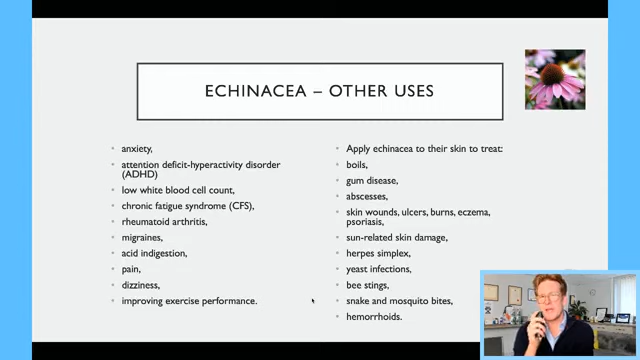 ECHINACEA – OTHER USES
anxiety,
attention deficit-hyperactivity disorder
(ADHD)
low white blood cell count,
chronic fatigue syndrome (CFS),
rheumatoid arthritis,
migraines,
acid indigestion,
pain,
dizziness,
improving exercise performance.
Apply echinacea to their skin to treat:
boils,
gum disease,
abscesses,
skin wounds, ulcers, burns, eczema,
psoriasis,
sun-related skin damage,
herpes simplex,
yeast infections,
bee stings,
snake and mosquito bites,
hemorrhoids.